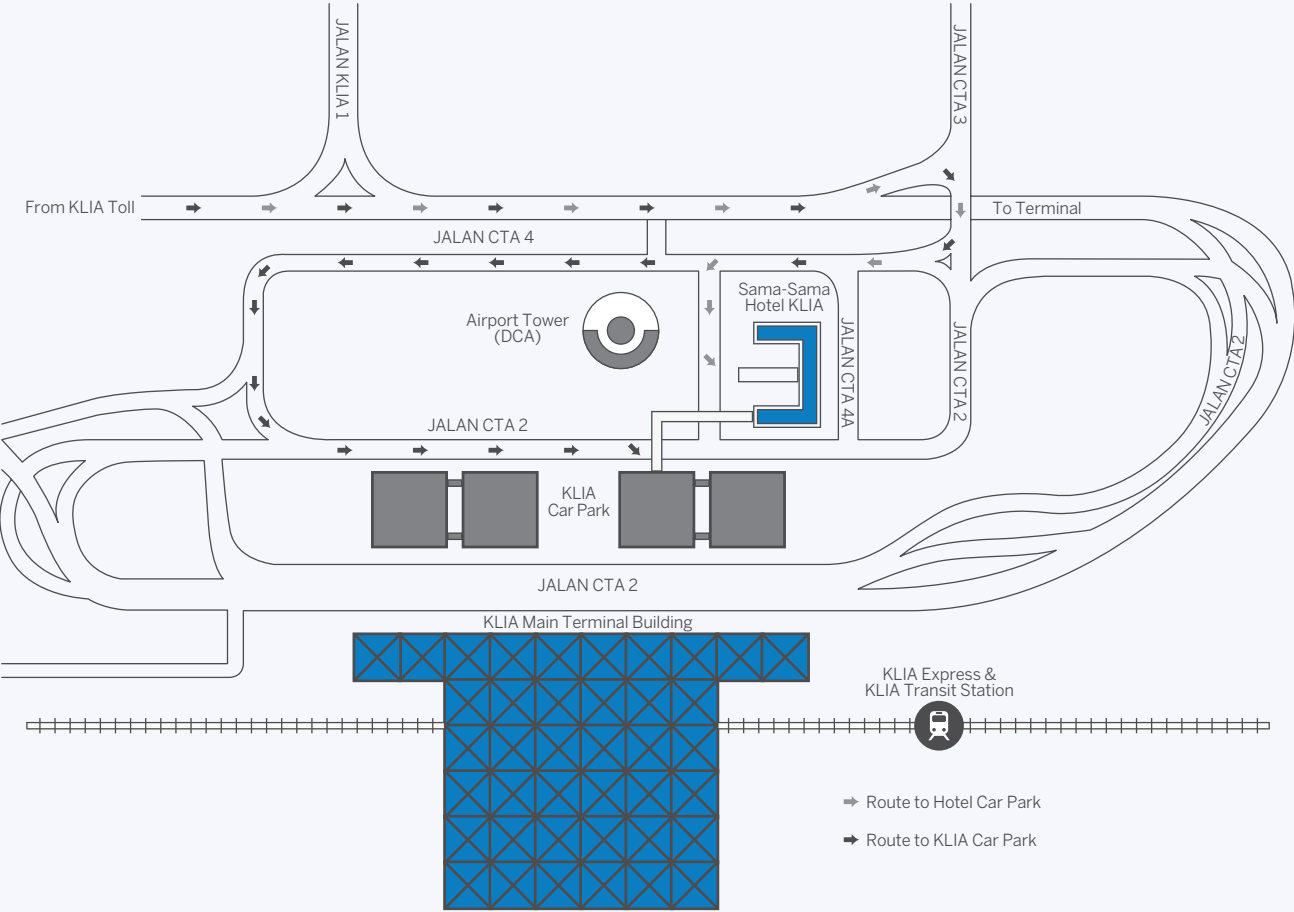 JALAN KLIA 1
JALAN CTA 3
From KLIA Toll
To Terminal
JALAN CTA 4
Sama-Sama
Hotel KLIA
Airport Tower
(DCA)
JALAN CTA 4A
JALAN CTA 2
JALAN CTA 2
JALAN CTA 2
KLIA
Car Park
JALAN CTA 2
KLIA Main Terminal Building
KLIA Express &
KLIA Transit Station
Route to Hotel Car Park
Route to KLIA Car Park